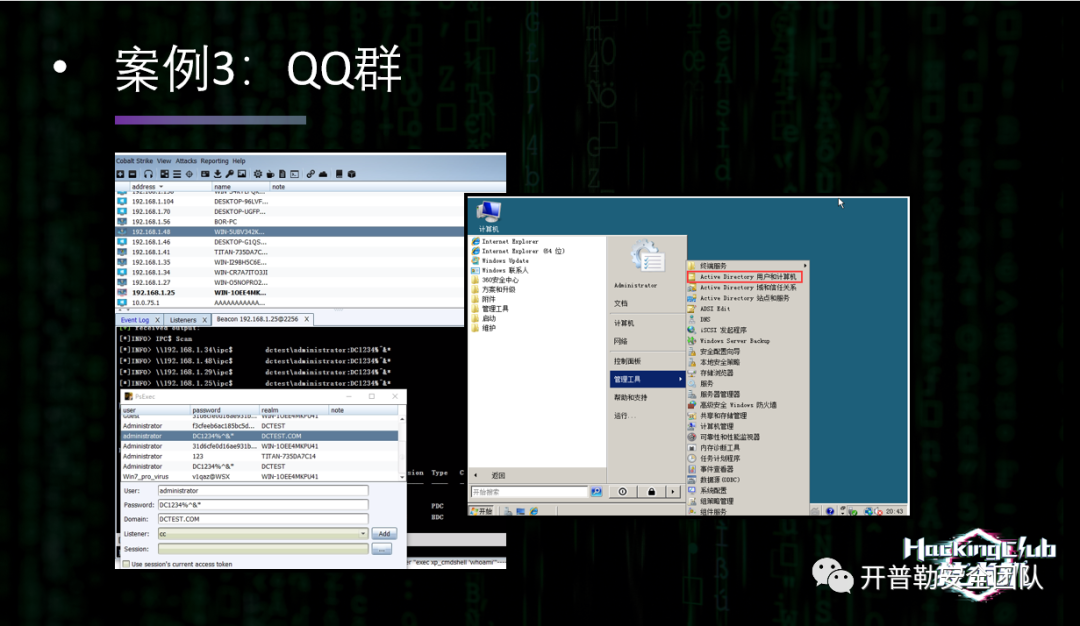 • 案例3：QQ群
Cobalt Strike View Attacks Reporting Help
address name note
192.168.1.104 DESKTOP-96LVF...
192.168.1.70 DESKTOP-UGFP...
192.168.1.56 BOR-PC
192.168.1.48 WIN-5UBV342K...
192.168.1.46 DESKTOP-G1QS...
192.168.1.41 TITAN-735DA7C...
192.168.1.35 WIN-I29BH5C6E...
192.168.1.34 WIN-CR7AJITO3JI
192.168.1.27 WIN-O5NOPRO2...
192.168.1.25 WIN-1OEE4MK...
10.0.75.1 AAAAAAAAAAA...
Event Log X Listeners X Beacon 192.168.1.25@2256 X
[+] received output:
[*]INFO> IPC$ Scan
[*]INFO> \\192.168.1.34\ipc$ dctest\administrator:DC1234%^&*
[*]INFO> \\192.168.1.48\ipc$ dctest\administrator:DC1234%^&*
[*]INFO> \\192.168.1.29\ipc$ dctest\administrator:DC1234%^&*
[*]INFO> \\192.168.1.25\ipc$ dctest\administrator:DC1234%^&*
PsExec
user password realm note
Guest 31d6cfe0d16ae931b... WIN-1OEE4MKPU41
Administrator f3cfeeb6ac185bc5d... DCTEST
administrator DC1234%^&* DCTEST.COM
Administrator 31d6cfe0d16ae931b... WIN-1OEE4MKPU41
Administrator 123 TITAN-735DA7C14
Administrator DC1234%^&* DCTEST
Win7_pro_virus v1qaz@WSX WIN-1OEE4MKPU41
User: administrator
Password: DC1234%^&*
Domain: DCTEST.COM
Listener: cc Add
Session: ...
Use session's current access token
sion Type C
PDC
BDC
"exec xp_cmdshell 'whoami'"
计算机
Internet Explorer
Internet Explorer (64 位)
Windows Update
Windows 联系人
360安全中心
方案和升级
附件
管理工具
启动
维护
返回
开始搜索
开始
Administrator
文档
计算机
网络
控制面板
管理工具
帮助和支持
运行...
终端服务
Active Directory 用户和计算机
Active Directory 域和信任关系
Active Directory 站点和服务
ADSI Edit
DNS
iSCSI 发起程序
Windows Server Backup
安全配置向导
本地安全策略
存储浏览器
服务
服务器管理器
高级安全 Windows 防火墙
共享和存储管理
计算机管理
可靠性和性能监视器
内存诊断工具
任务计划程序
事件查看器
数据源(ODBC)
系统配置
组策略管理
组件服务
20:43
HackingClub
开普勒安全团队